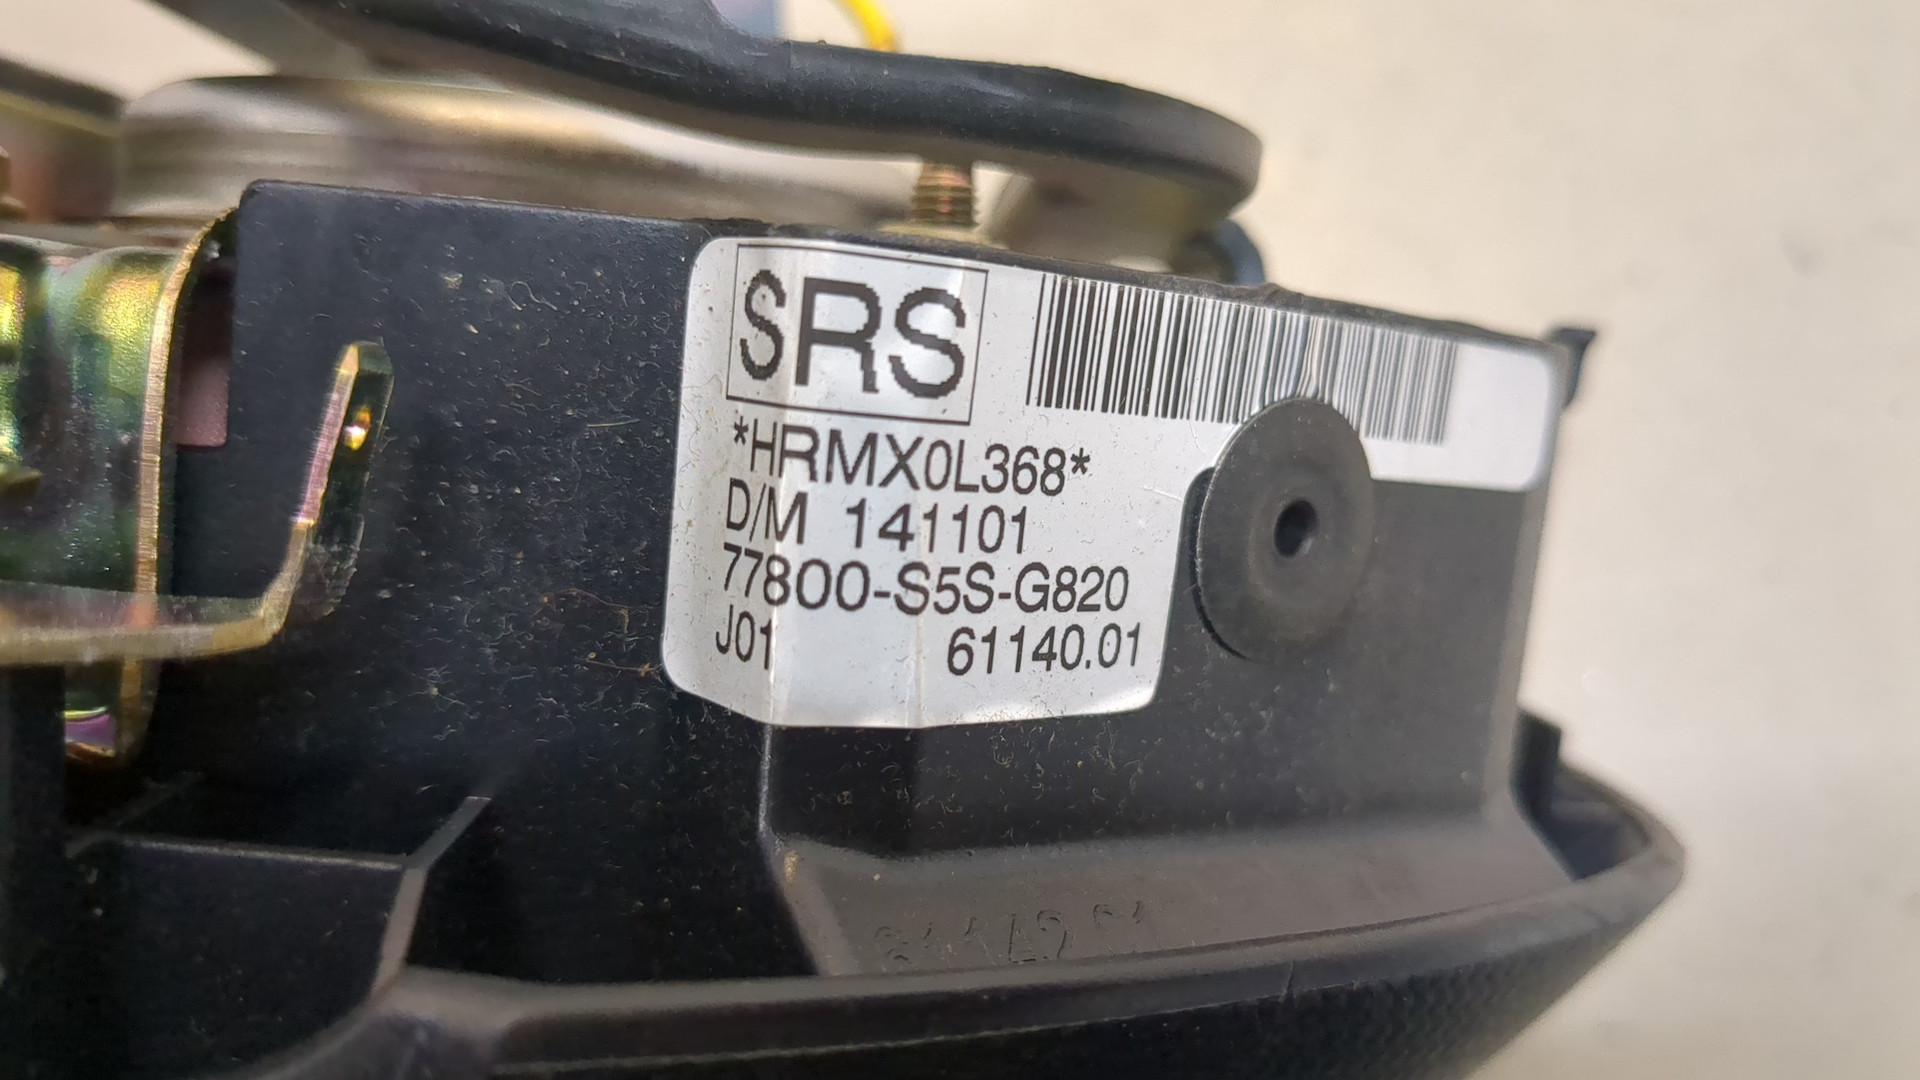 SRS
*HRMX0L368*
D/M 141101
77800-S5S-G820
J01 61140.01